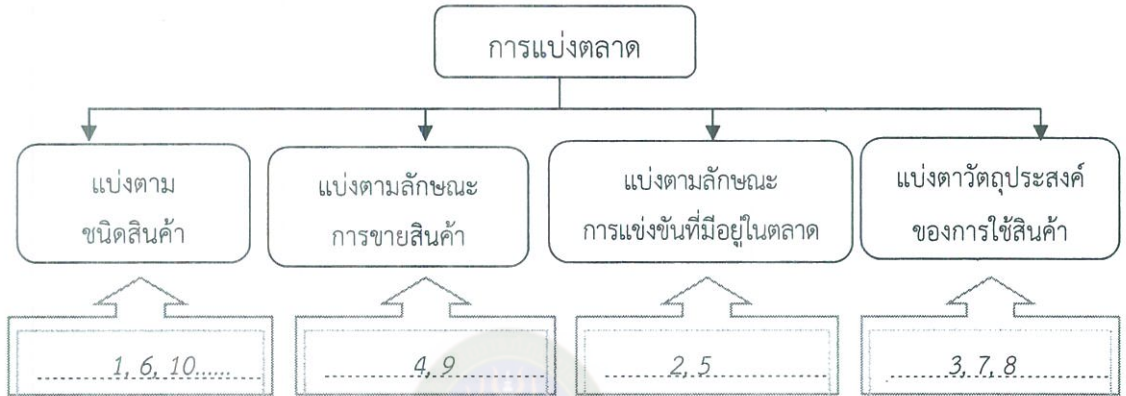 การแบ่งตลาด
แบ่งตาม
ชนิดสินค้า
แบ่งตามลักษณะ
การขายสินค้า
แบ่งตามลักษณะ
การแข่งขันที่มีอยู่ในตลาด
แบ่งตาวัตถุประสงค์
ของการใช้สินค้า
1, 6, 10
4, 9
2, 5
3, 7, 8